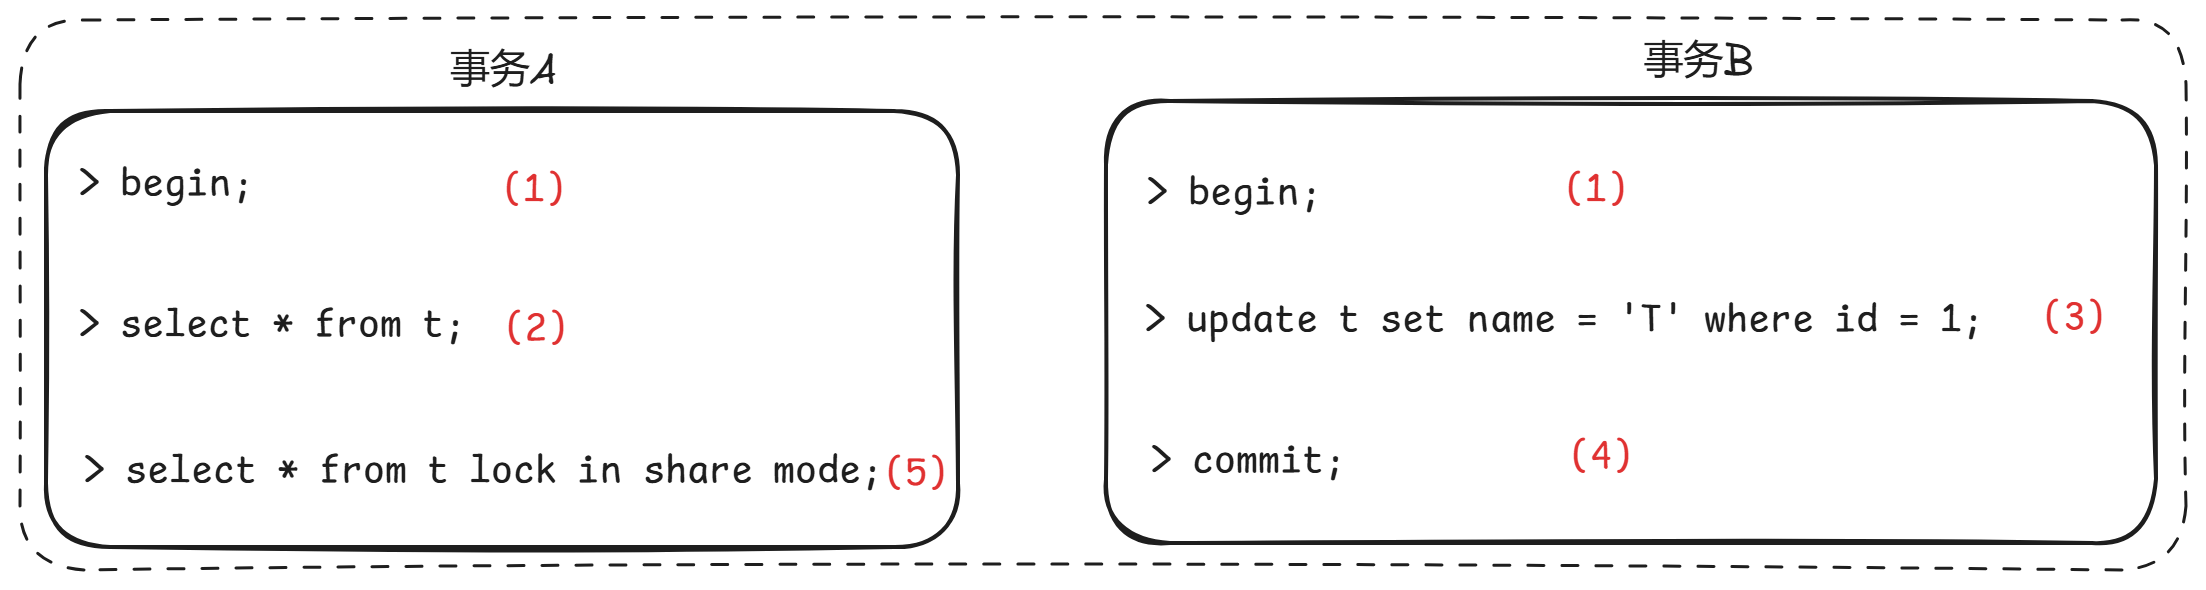 事务A
> begin; (1)
> select * from t; (2)
> select * from t lock in share mode; (5)
事务B
> begin; (1)
> update t set name = 'T' where id = 1; (3)
> commit; (4)